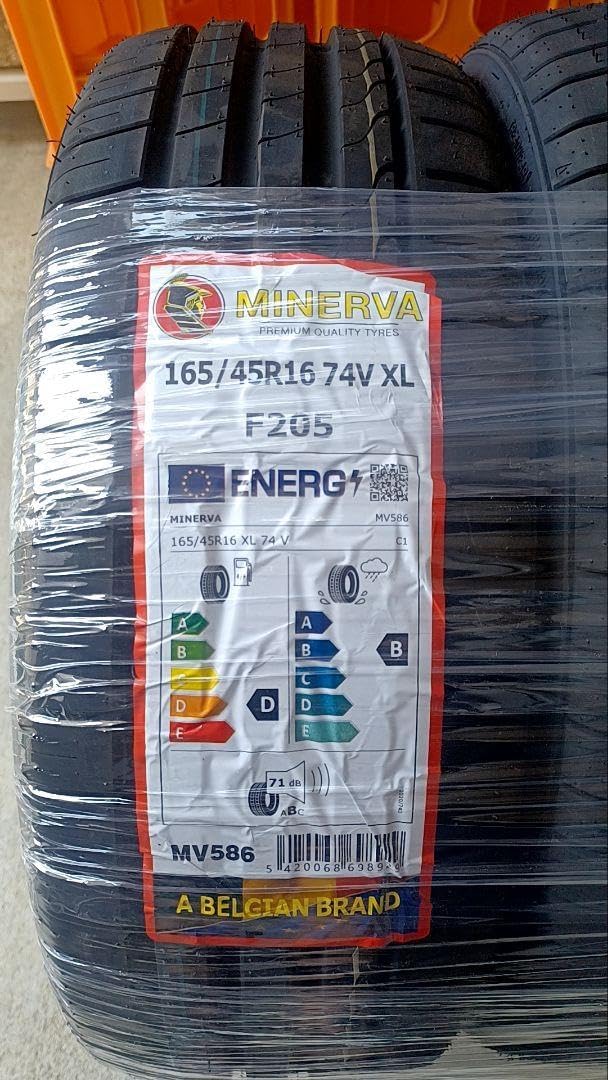 MINERVA
PREMIUM QUALITY TYRES
165/45R16 74V XL
F205
ENERG
MINERVA MV586
165/45R16 XL 74 V C1
A A
B B B
C
D D D
E E
71 dB
ABC
MV586
A BELGIAN BRAND